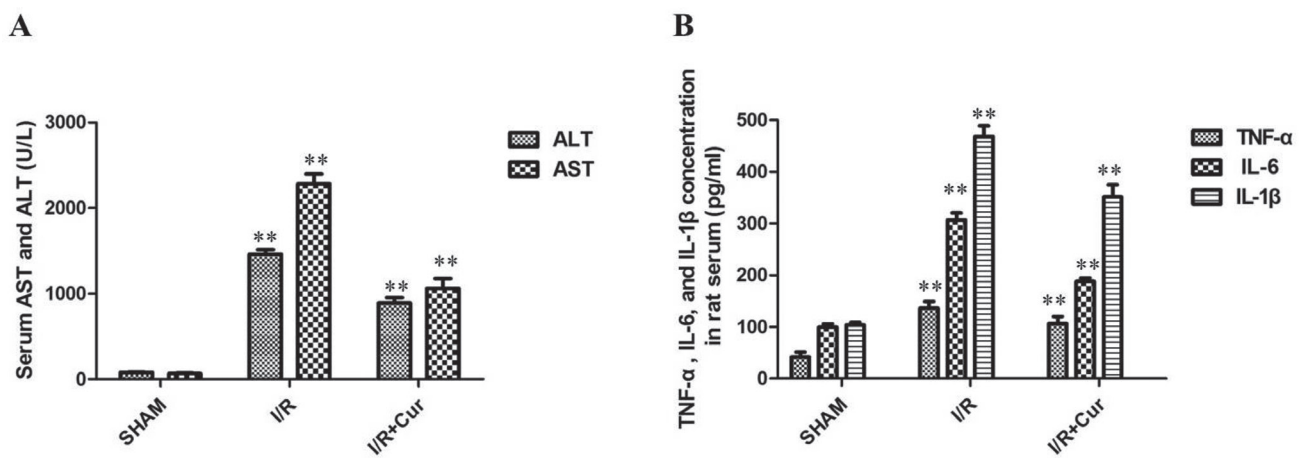 A
B
Serum AST and ALT (U/L)
3000
2000
1000
0
**
**
**
**
ALT
AST
SHAM
I/R
I/R+Cur
TNF-α , IL-6, and IL-1β concentration
in rat serum (pg/ml)
500
400
300
200
100
0
**
**
**
**
**
**
TNF-α
IL-6
IL-1β
SHAM
I/R
I/R+Cur